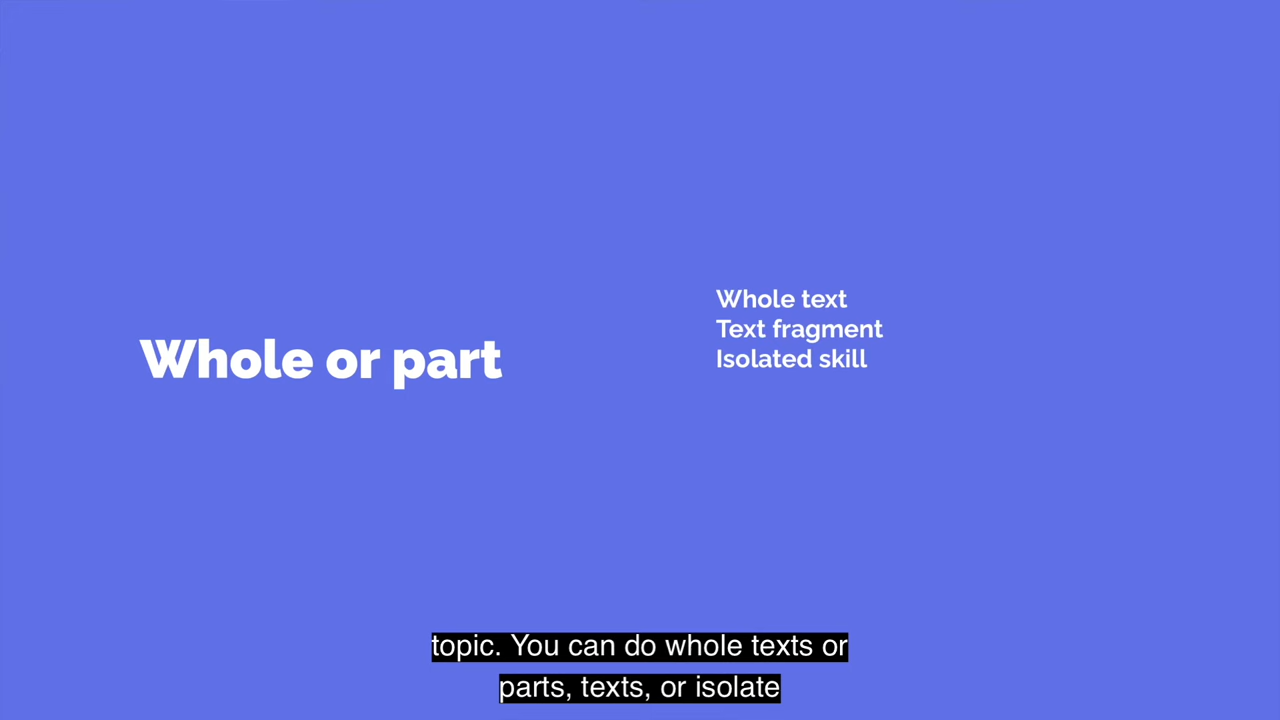 Whole or part
Whole text
Text fragment
Isolated skill
topic. You can do whole texts or
parts, texts, or isolate